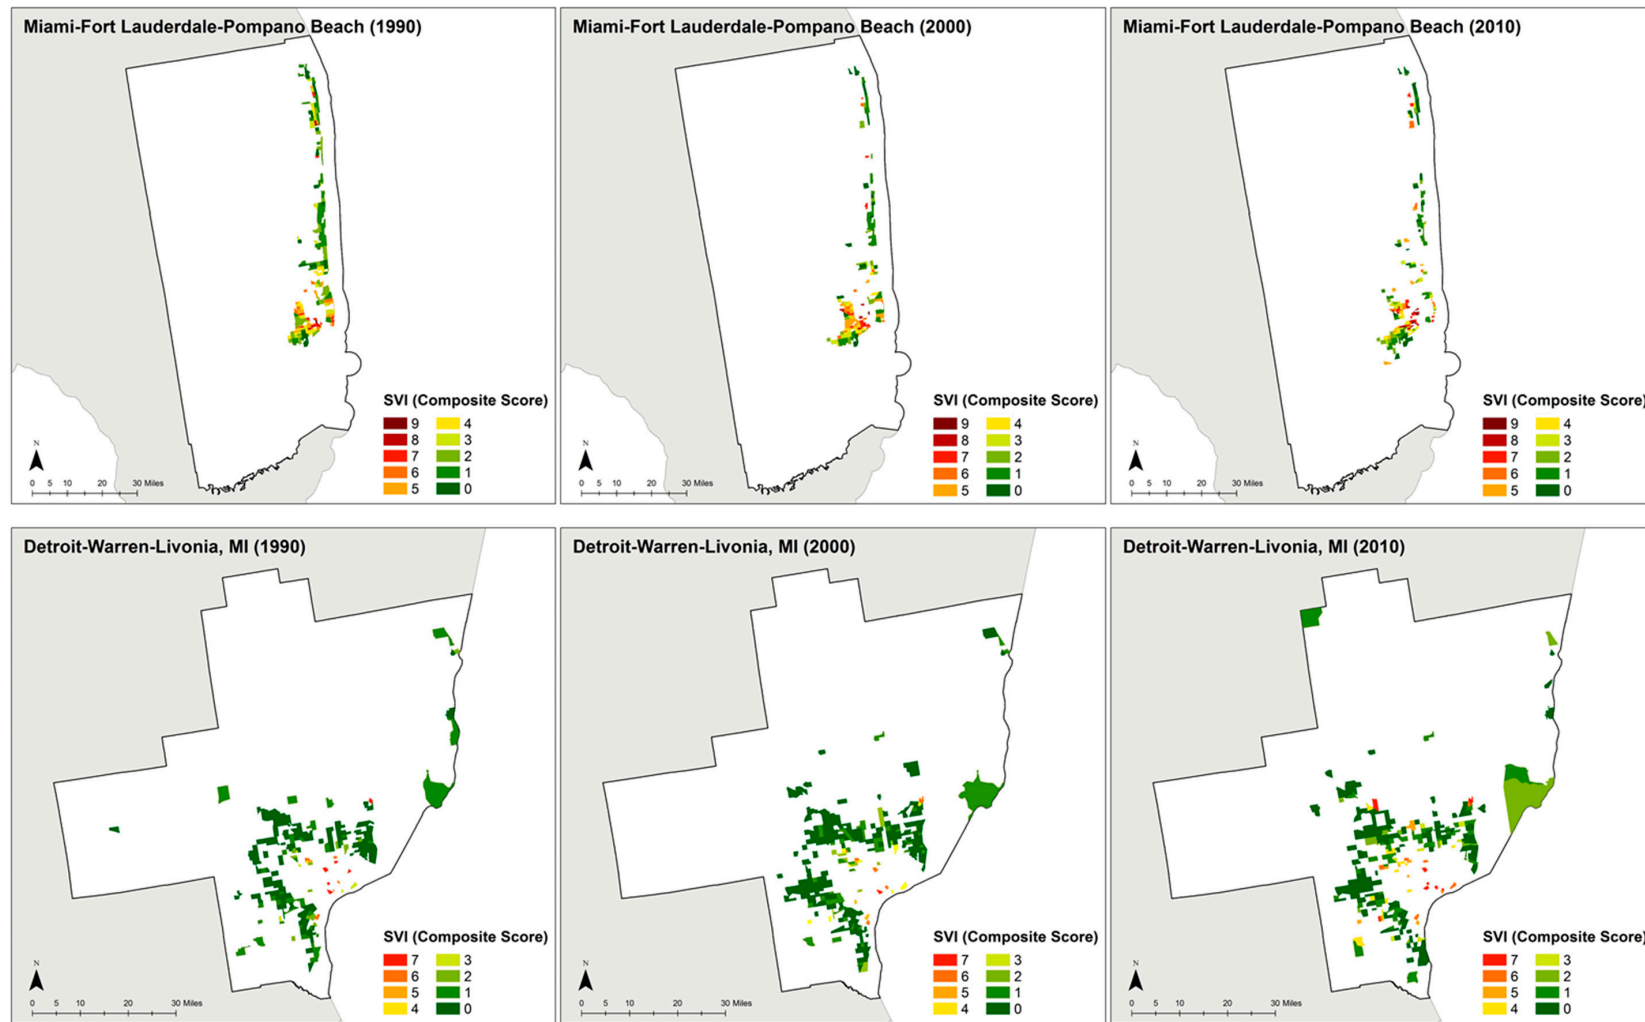 Miami-Fort Lauderdale-Pompano Beach (1990)
SVI (Composite Score)
9 4
8 3
7 2
6 1
5 0
N
0 5 10 20 30 Miles
Miami-Fort Lauderdale-Pompano Beach (2000)
SVI (Composite Score)
9 4
8 3
7 2
6 1
5 0
N
0 5 10 20 30 Miles
Miami-Fort Lauderdale-Pompano Beach (2010)
SVI (Composite Score)
9 4
8 3
7 2
6 1
5 0
N
0 5 10 20 30 Miles
Detroit-Warren-Livonia, MI (1990)
SVI (Composite Score)
7 3
6 2
5 1
4 0
N
0 5 10 20 30 Miles
Detroit-Warren-Livonia, MI (2000)
SVI (Composite Score)
7 3
6 2
5 1
4 0
N
0 5 10 20 30 Miles
Detroit-Warren-Livonia, MI (2010)
SVI (Composite Score)
7 3
6 2
5 1
4 0
N
0 5 10 20 30 Miles